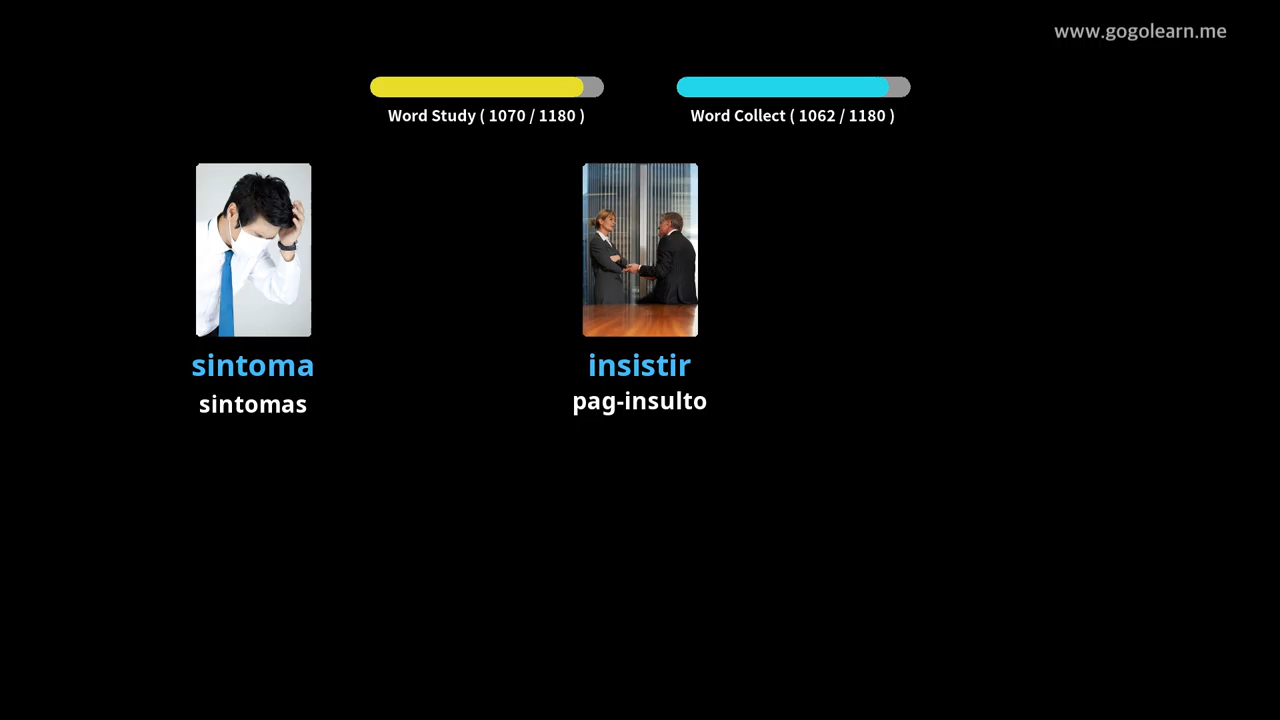 www.gogolearn.me
Word Study ( 1070 / 1180 )
Word Collect ( 1062 / 1180 )
sintoma
sintomas
insistir
pag-insulto